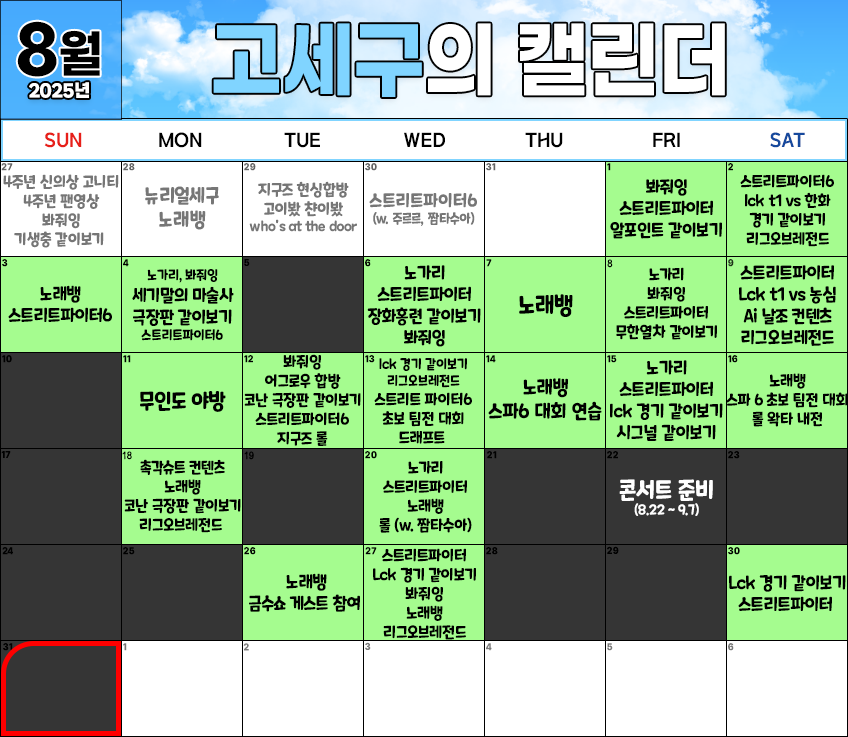 8월
2025년
고세구의 캘린더
SUN MON TUE WED THU FRI SAT
27
4주년 신의상 고니티
4주년 팬영상
봐줘잉
기생충 같이보기
28
뉴리얼세구
노래뱅
29
지구즈 현싱합방
고이봤 챤이봤
who's at the door
30
스트리트파이터6
(w. 주르르, 짬타수아)
31
1
봐줘잉
스트리트파이터
알포인트 같이보기
2
스트리트파이터6
lck t1 vs 한화
경기 같이보기
리그오브레전드
3
노래뱅
스트리트파이터6
4
노가리, 봐줘잉
세기말의 마술사
극장판 같이보기
스트리트파이터6
5
6
노가리
스트리트파이터
장화홍련 같이보기
봐줘잉
7
노래뱅
8
노가리
봐줘잉
스트리트파이터
무한열차 같이보기
9
스트리트파이터
Lck t1 vs 농심
Ai 날조 컨텐츠
리그오브레전드
10
11
무인도 야방
12
봐줘잉
어그로우 합방
코난 극장판 같이보기
스트리트파이터6
지구즈 롤
13
lck 경기 같이보기
리그오브레전드
스트리트 파이터6
초보 팀전 대회
드래프트
14
노래뱅
스파6 대회 연습
15
노가리
스트리트파이터
lck 경기 같이보기
시그널 같이보기
16
노래뱅
스파 6 초보 팀전 대회
롤 왁타 내전
17
18
촉각슈트 컨텐츠
노래뱅
코난 극장판 같이보기
리그오브레전드
19
20
노가리
스트리트파이터
노래뱅
롤 (w. 짬타수아)
21
22
콘서트 준비
(8.22 ~ 9.7)
23
24
25
26
노래뱅
금수쇼 게스트 참여
27
스트리트파이터
Lck 경기 같이보기
봐줘잉
노래뱅
리그오브레전드
28
29
30
Lck 경기 같이보기
스트리트파이터
31
1
2
3
4
5
6